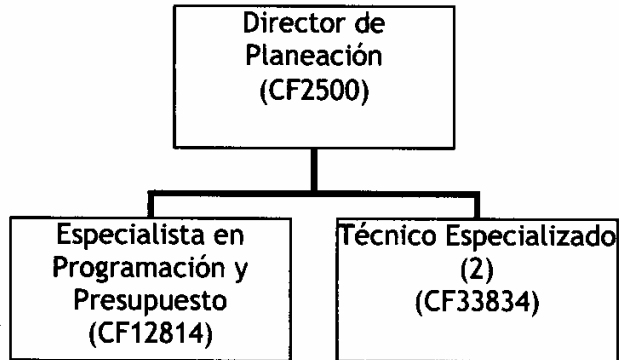 Director de
Planeación
(CF2500)
Especialista en
Programación y
Presupuesto
(CF12814)
Técnico Especializado
(2)
(CF33834)